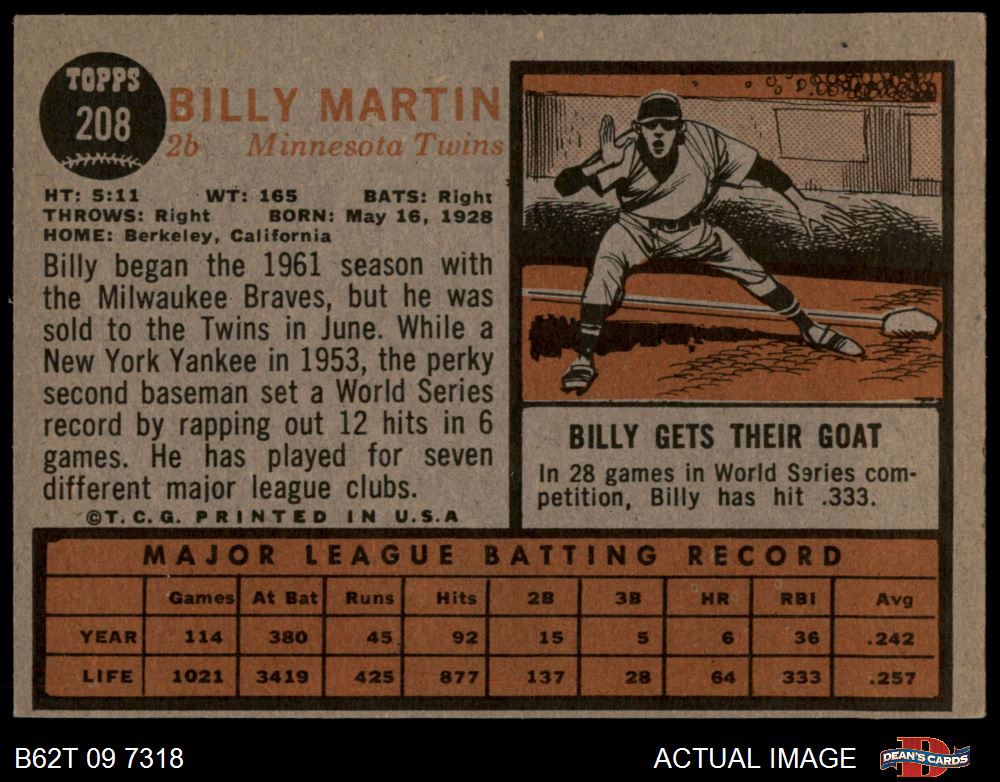 TOPPS
208
BILLY MARTIN
2b Minnesota Twins
HT: 5:11 WT: 165 BATS: Right
THROWS: Right BORN: May 16, 1928
HOME: Berkeley, California
Billy began the 1961 season with
the Milwaukee Braves, but he was
sold to the Twins in June. While a
New York Yankee in 1953, the perky
second baseman set a World Series
record by rapping out 12 hits in 6
games. He has played for seven
different major league clubs.
©T.C.G. PRINTED IN U.S.A
BILLY GETS THEIR GOAT
In 28 games in World Series com-
petition, Billy has hit .333.
MAJOR LEAGUE BATTING RECORD
Games At Bat Runs Hits 2B 3B HR RBI Avg
YEAR 114 380 45 92 15 5 6 36 .242
LIFE 1021 3419 425 877 137 28 64 333 .257
B62T 09 7318
ACTUAL IMAGE
DEAN'S CARDS